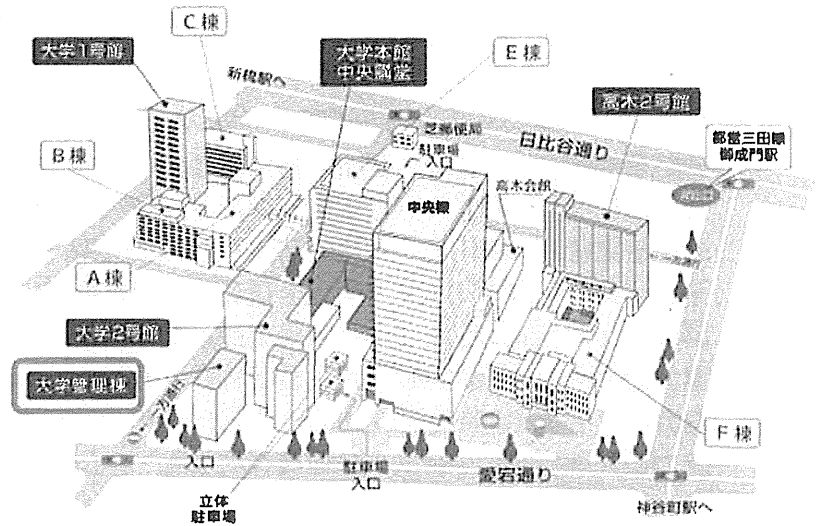 C棟
大学1号館
大学本館
中央講堂
E棟
新橋駅へ
高木2号館
芝郵便局
日比谷通り
都営三田線
御成門駅
駐車場
入口
B棟
高木会館
中央棟
A棟
大学2号館
大学管理棟
F棟
入口
駐車場
入口
愛宕通り
立体
駐車場
神谷町駅へ